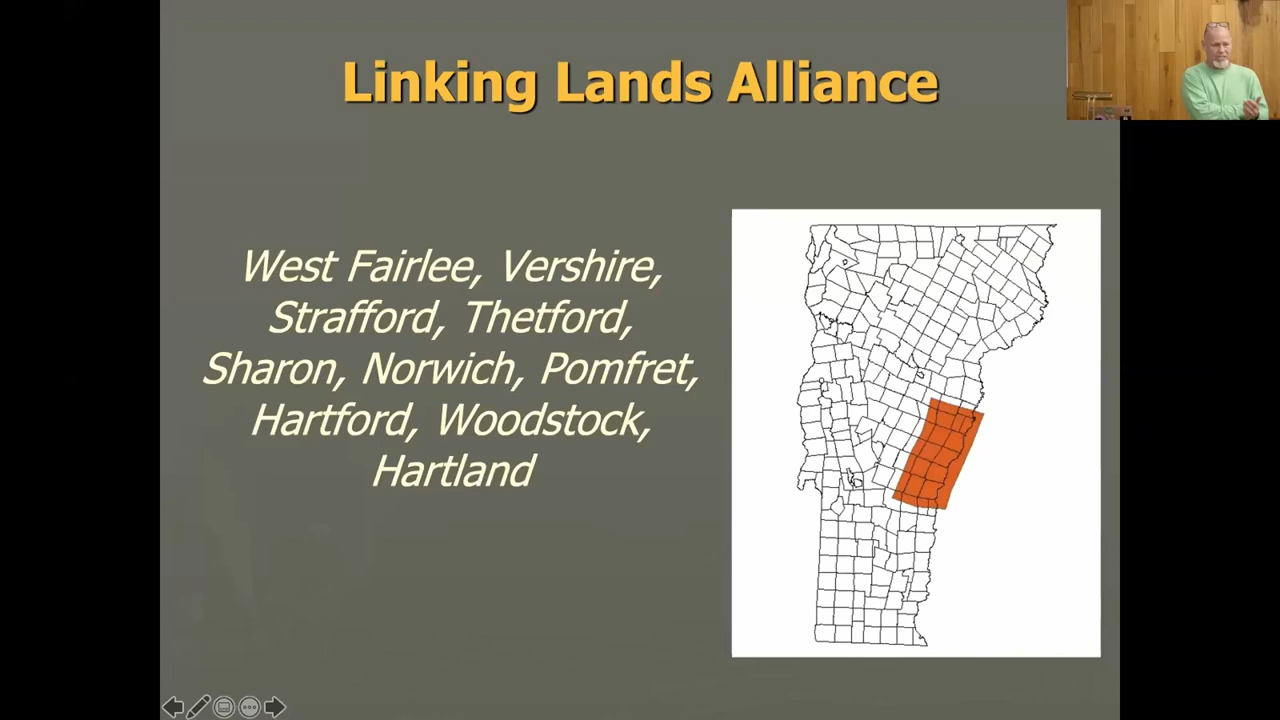 Linking Lands Alliance
West Fairlee, Vershire,
Strafford, Thetford,
Sharon, Norwich, Pomfret,
Hartford, Woodstock,
Hartland